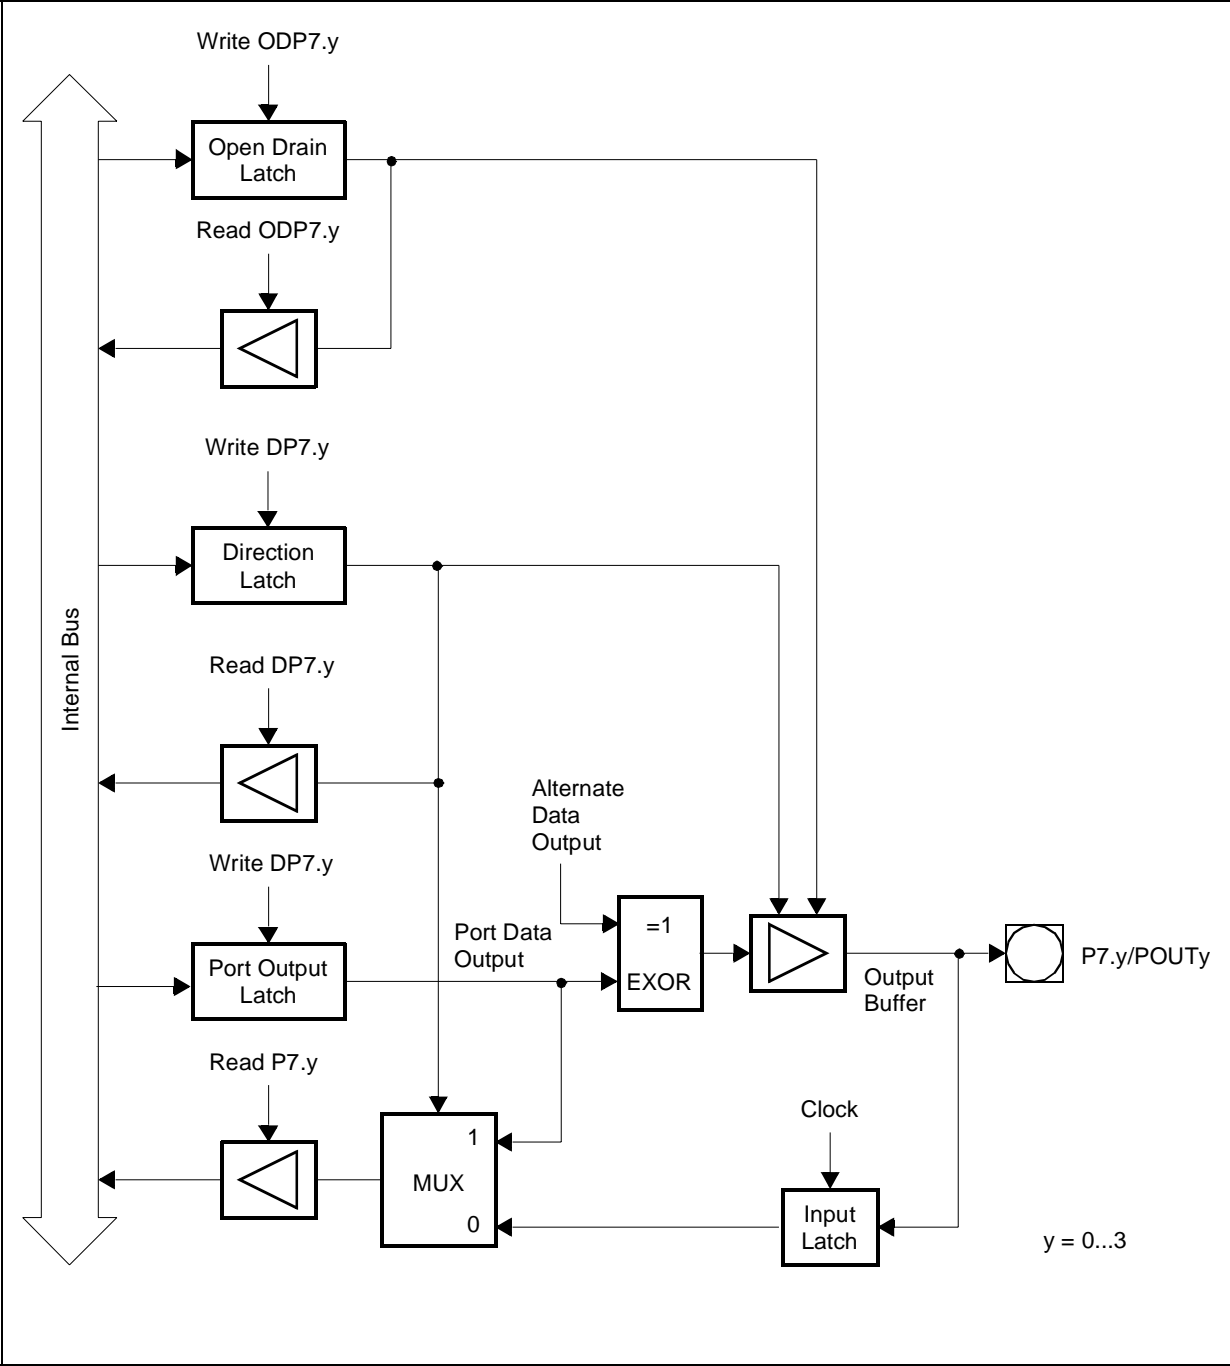 Write ODP7.y
Open Drain
Latch
Read ODP7.y
Write DP7.y
Direction
Latch
Internal Bus
Read DP7.y
Alternate
Data
Output
Write DP7.y
=1
EXOR
Port Data
Output
Port Output
Latch
Output
Buffer
P7.y/POUTy
Read P7.y
Clock
1
MUX
0
Input
Latch
y = 0...3